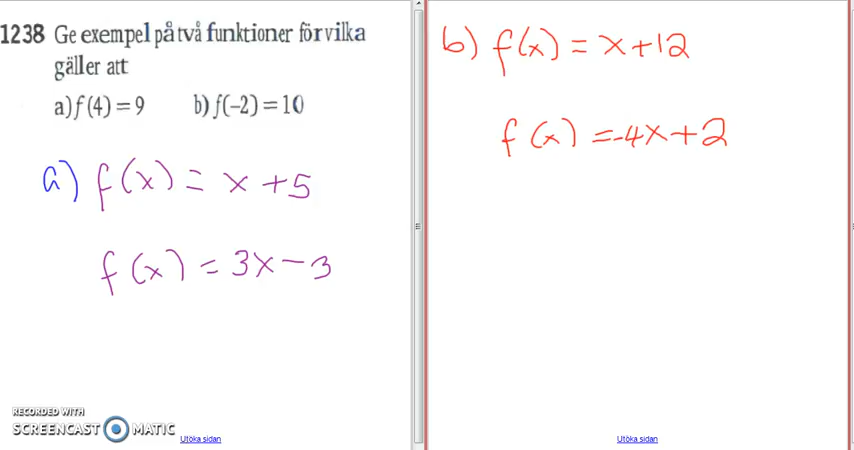 1238 Ge exempel på två funktioner för vilka
gäller att
a) f(4) = 9 b) f(–2) = 10
a) f(x) = x + 5
f(x) = 3x – 3
RECORDED WITH
SCREENCAST MATIC
Utöka sidan
b) f(x) = x + 12
f(x) = -4x + 2
Utöka sidan